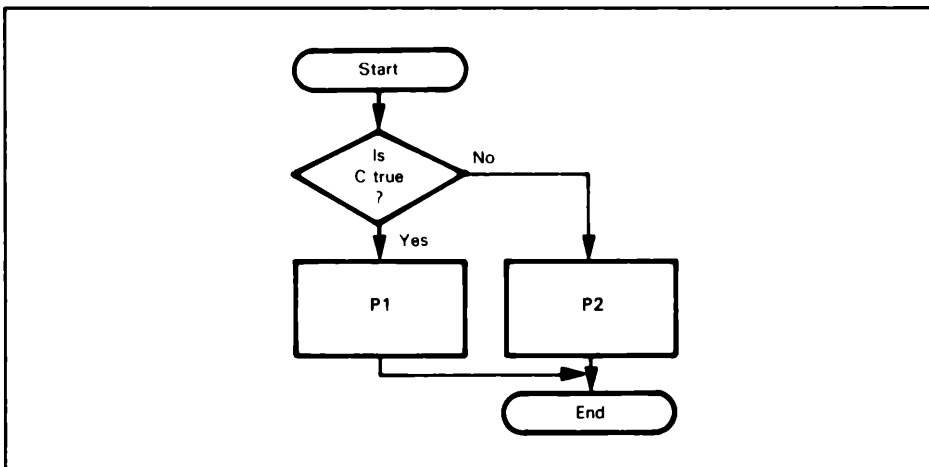 Start
Is
C true
?
No
Yes
P1
P2
End